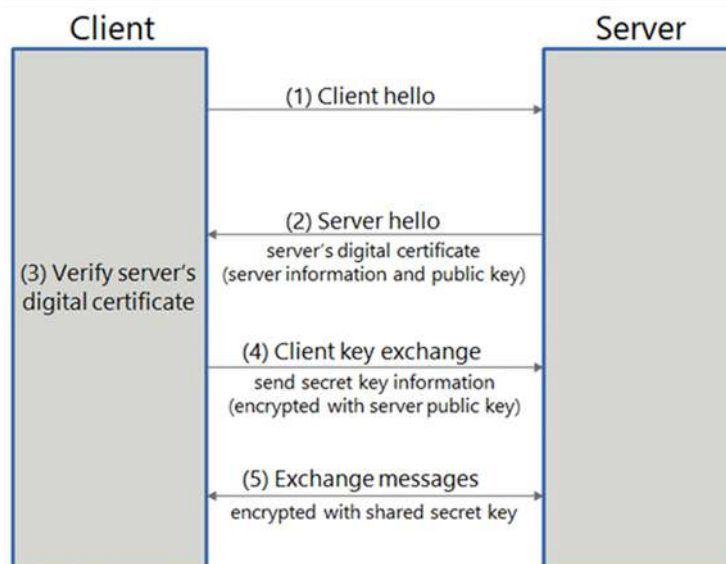 Client
Server
(1) Client hello
(2) Server hello
server's digital certificate
(server information and public key)
(3) Verify server's
digital certificate
(4) Client key exchange
send secret key information
(encrypted with server public key)
(5) Exchange messages
encrypted with shared secret key